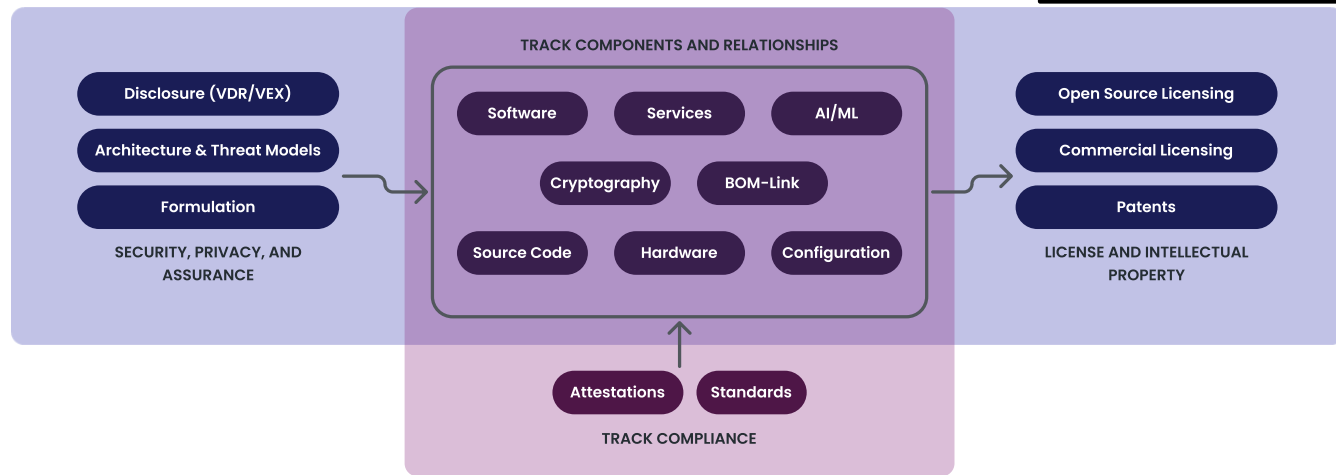 TRACK COMPONENTS AND RELATIONSHIPS
Disclosure (VDR/VEX)
Architecture & Threat Models
Formulation
SECURITY, PRIVACY, AND
ASSURANCE
Software
Services
AI/ML
Cryptography
BOM-Link
Source Code
Hardware
Configuration
Open Source Licensing
Commercial Licensing
Patents
LICENSE AND INTELLECTUAL
PROPERTY
Attestations
Standards
TRACK COMPLIANCE